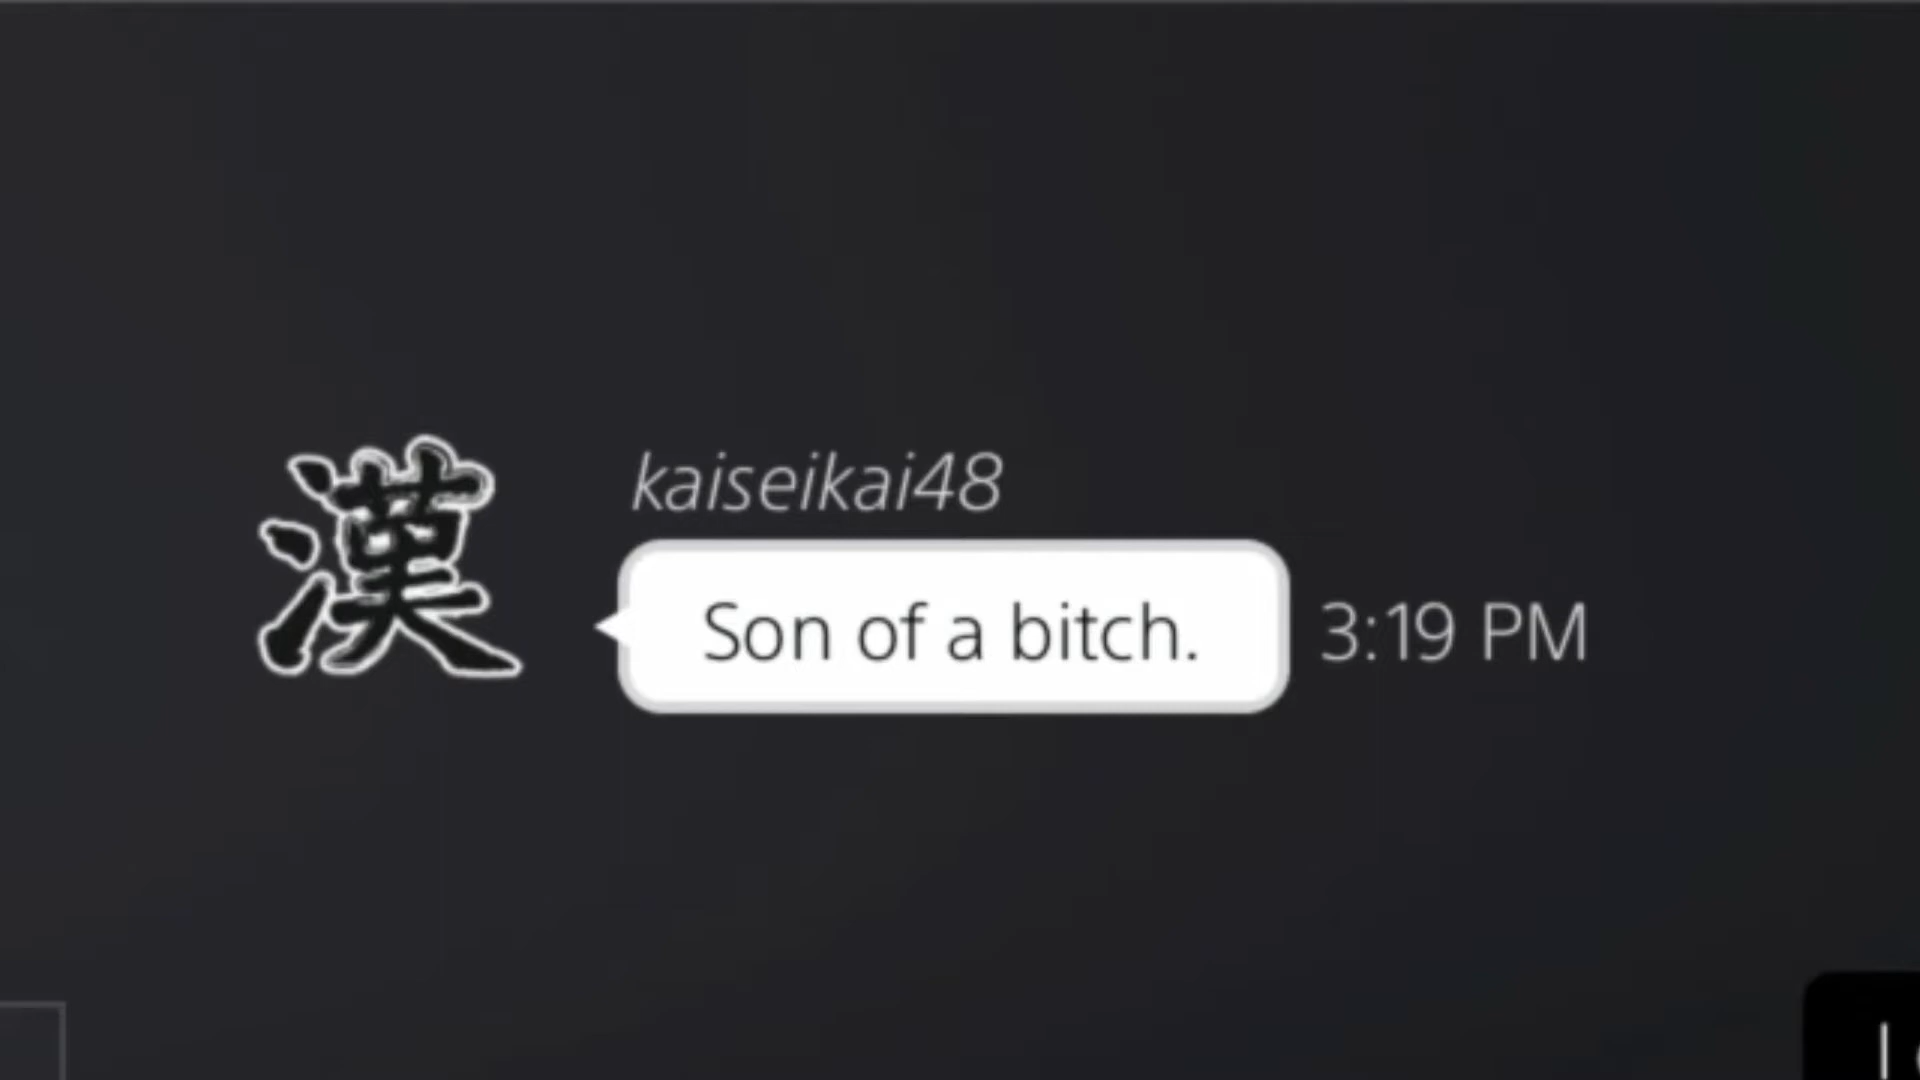 漢
kaiseikai48
Son of a bitch.
3:19 PM